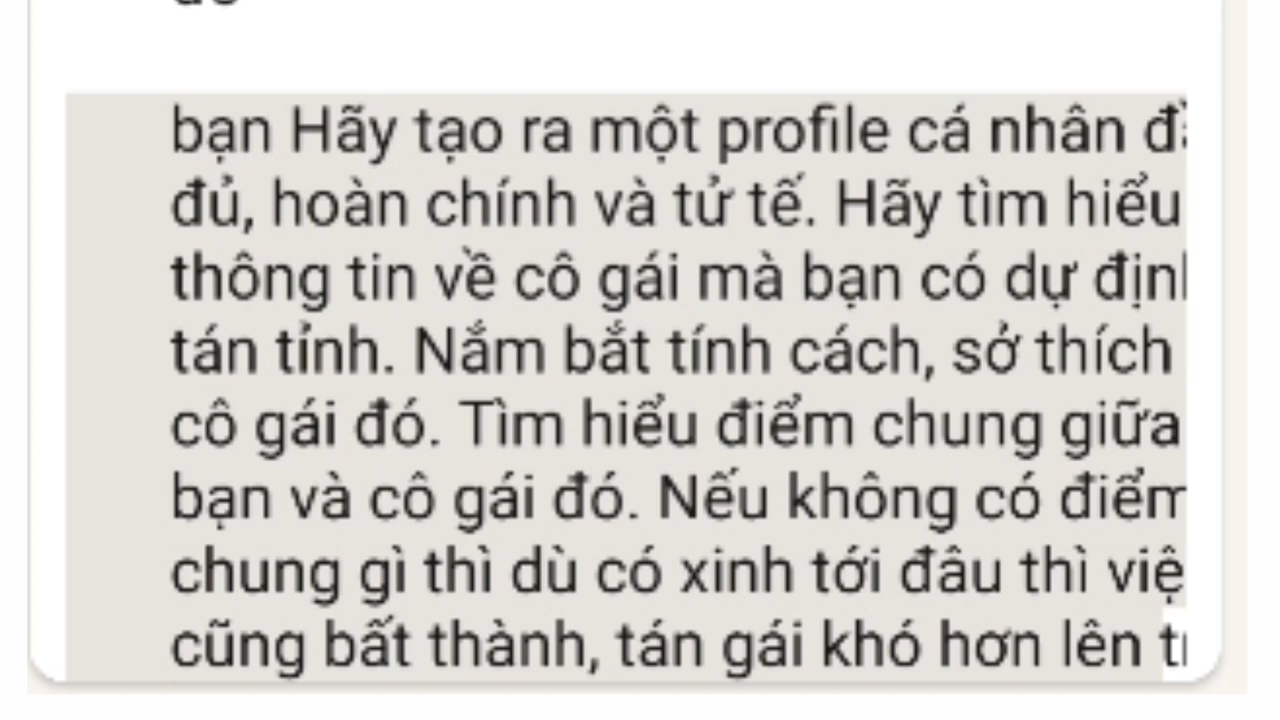 bạn Hãy tạo ra một profile cá nhân
đủ, hoàn chính và tử tế. Hãy tìm hiểu
thông tin về cô gái mà bạn có dự
tán tỉnh. Nắm bắt tính cách, sở thích
cô gái đó. Tìm hiểu điểm chung giữa
bạn và cô gái đó. Nếu không có điểm
chung gì thì dù có xinh tới đâu thì
cũng bất thành, tán gái khó hơn lên